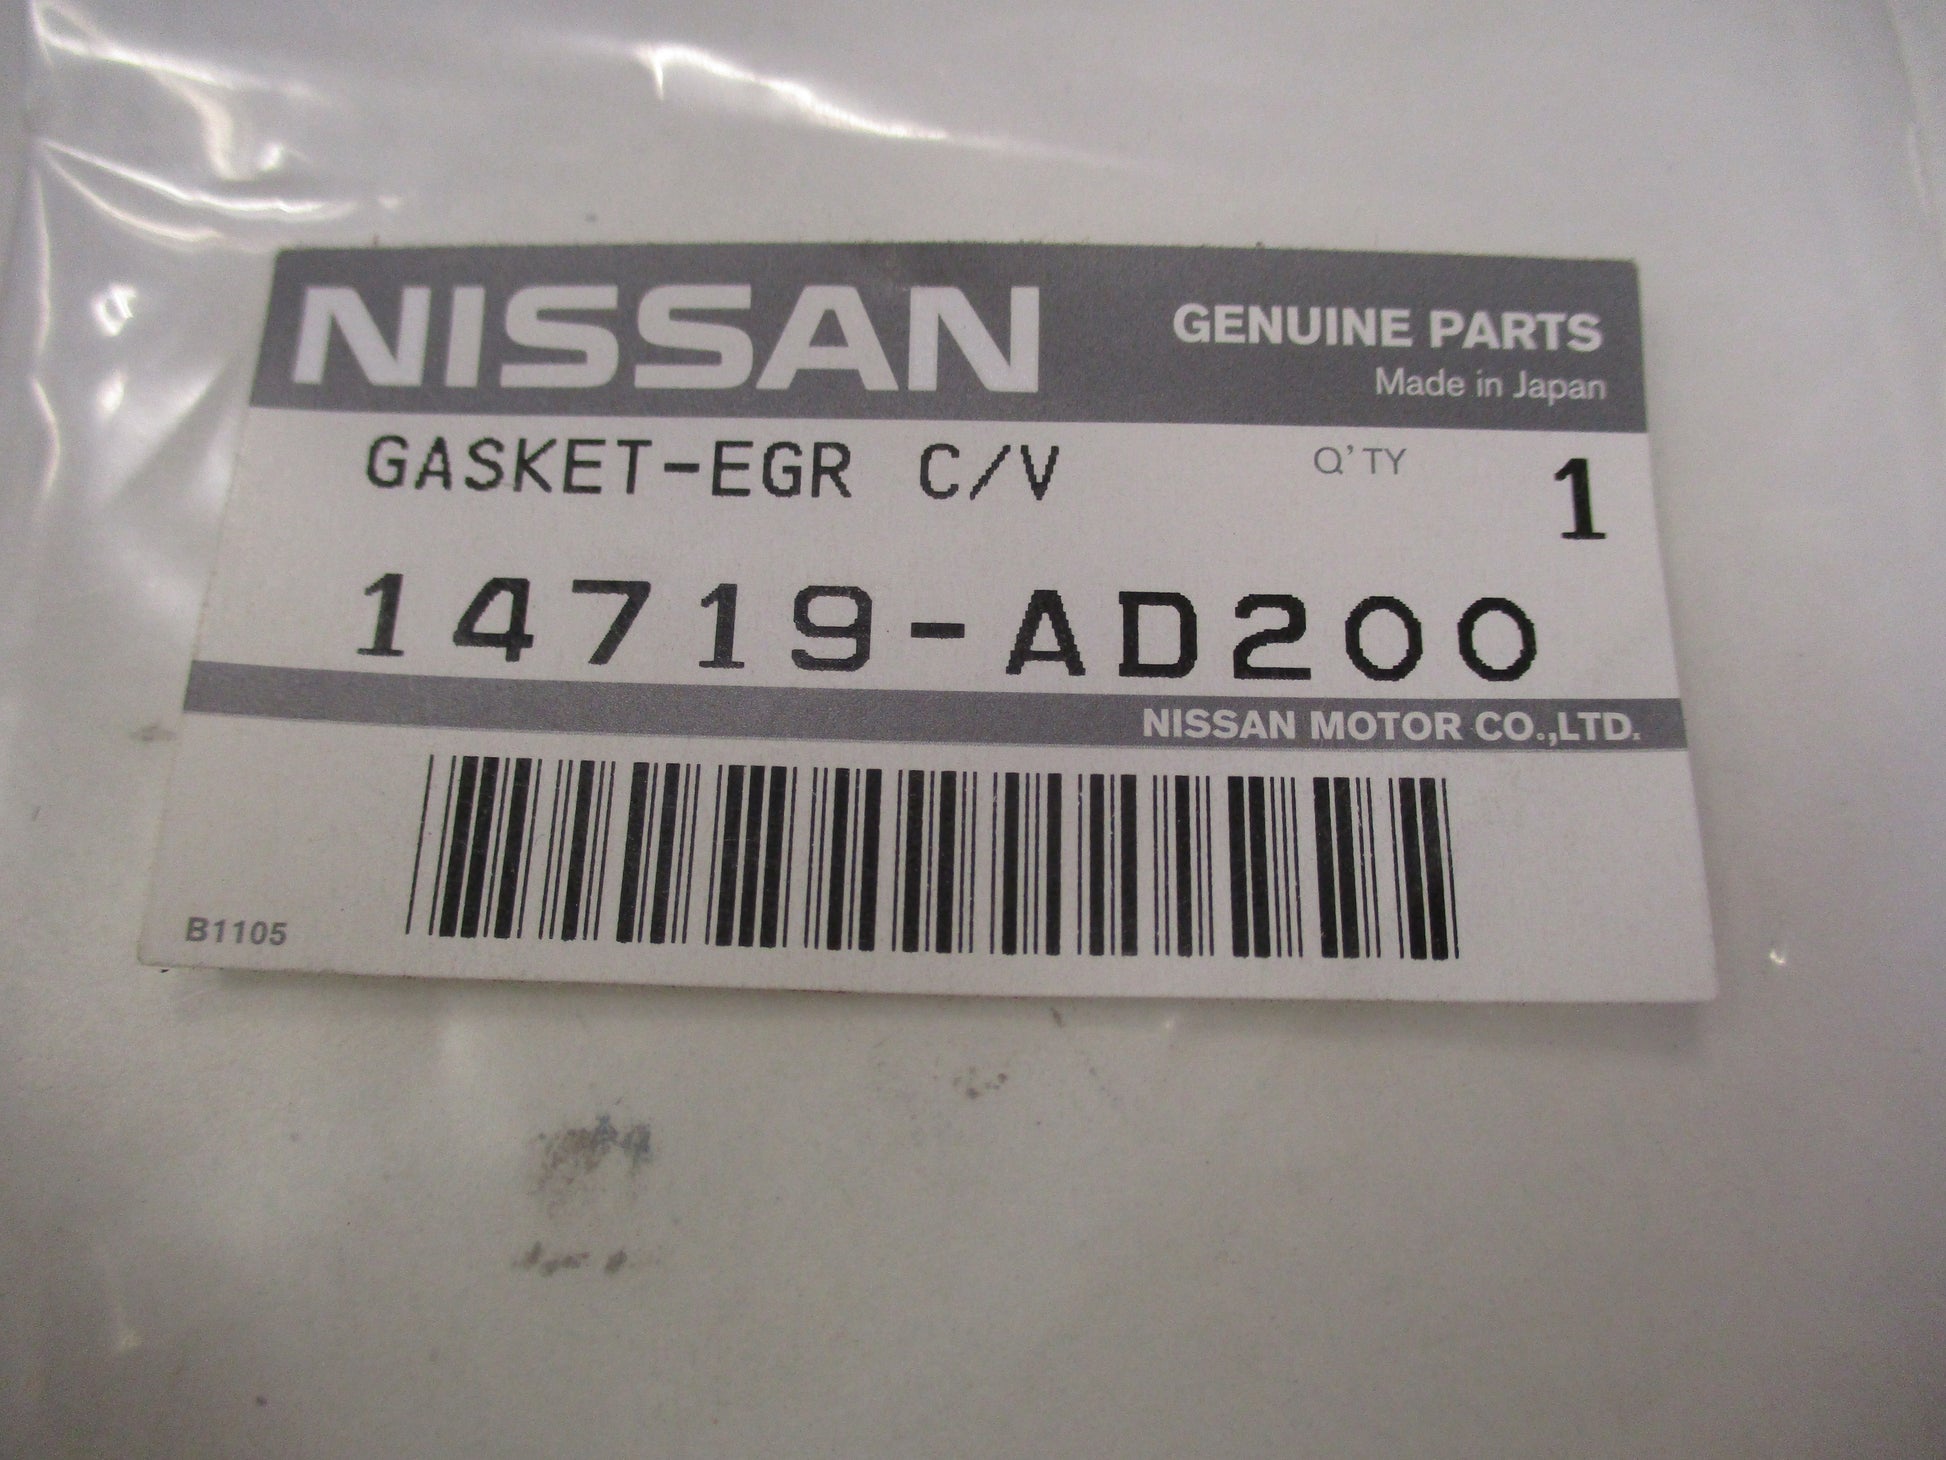 NISSAN
GENUINE PARTS
Made in Japan
GASKET-EGR C/V
Q'TY 1
14719-AD200
NISSAN MOTOR CO.,LTD.
B1105